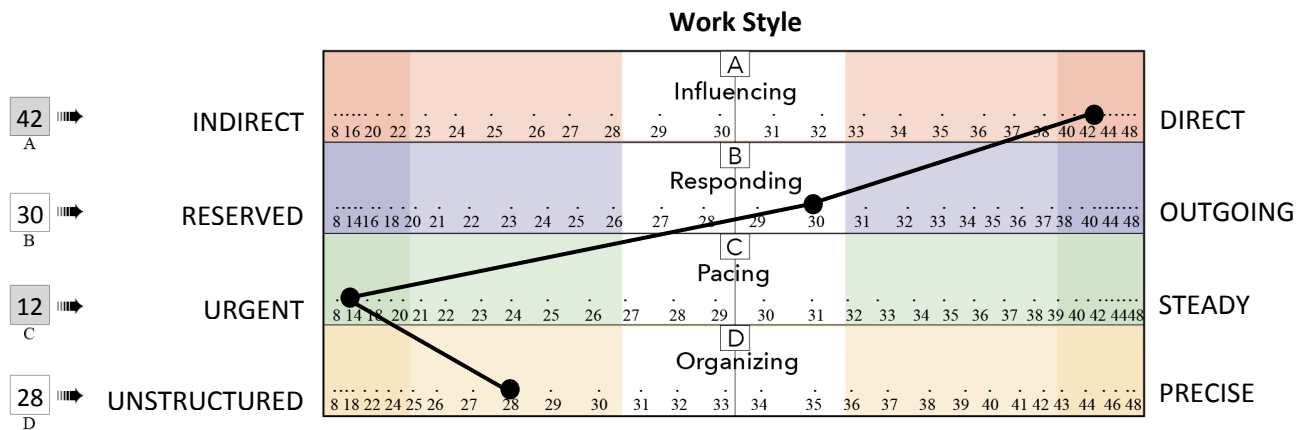 Work Style
A
Influencing
42
A
INDIRECT
8 16 20 22 23 24 25 26 27 28 29 30 31 32 33 34 35 36 37 38 40 42 44 48
DIRECT
B
Responding
30
B
RESERVED
8 14 16 18 20 21 22 23 24 25 26 27 28 29 30 31 32 33 34 35 36 37 38 40 44 48
OUTGOING
C
Pacing
12
C
URGENT
8 14 18 20 21 22 23 24 25 26 27 28 29 30 31 32 33 34 35 36 37 38 39 40 42 44 48
STEADY
D
Organizing
28
D
UNSTRUCTURED
8 18 22 24 25 26 27 28 29 30 31 32 33 34 35 36 37 38 39 40 41 42 43 44 46 48
PRECISE